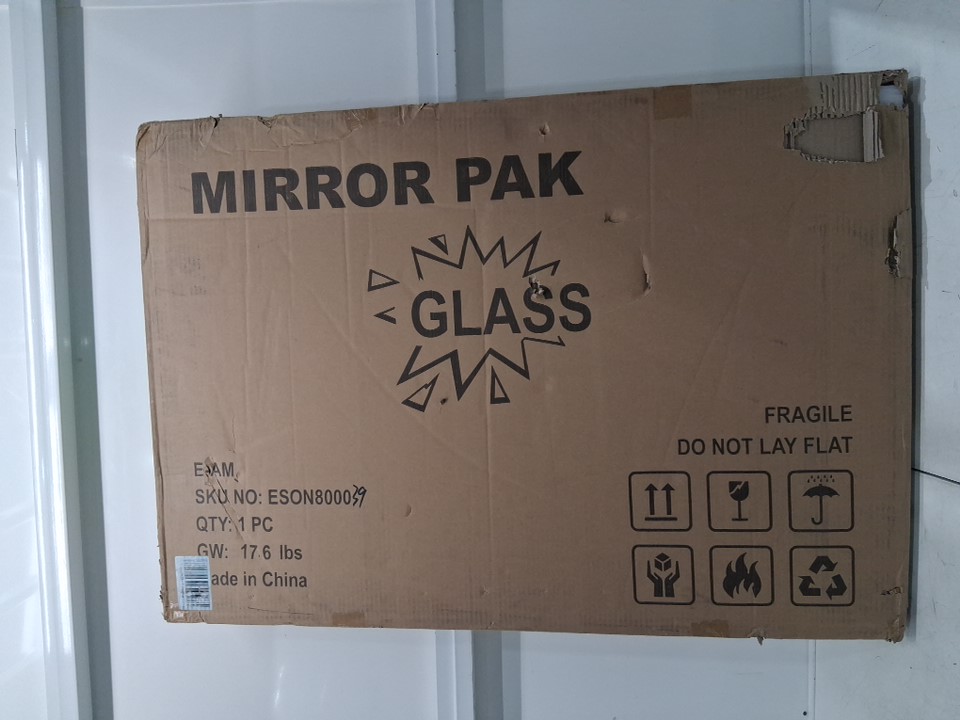 MIRROR PAK
GLASS
FRAGILE
DO NOT LAY FLAT
SKU NO: ESON800039
QTY: 1 PC
GW: 17.6 lbs
ade in China